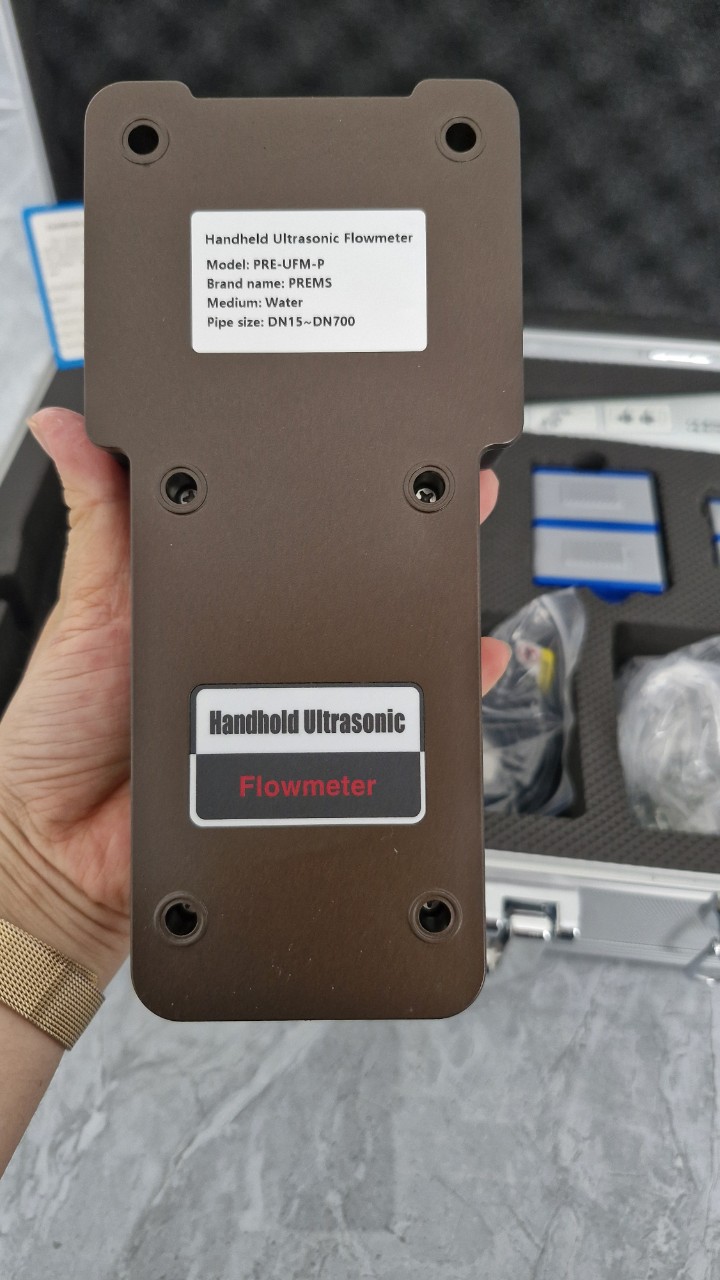 Handheld Ultrasonic Flowmeter
Model: PRE-UFM-P
Brand name: PREMS
Medium: Water
Pipe size: DN15~DN700
Handhold Ultrasonic
Flowmeter